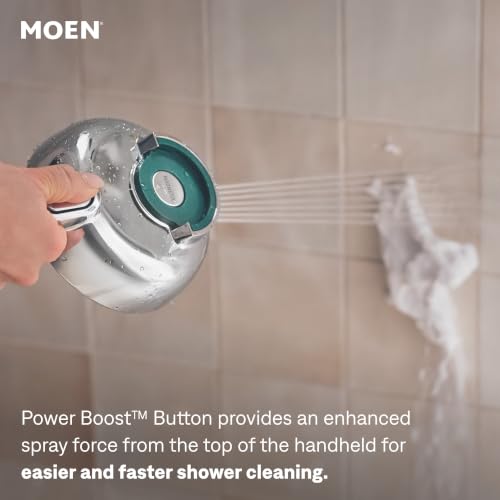 MOEN
Power Boost™ Button provides an enhanced
spray force from the top of the handheld for
easier and faster shower cleaning.